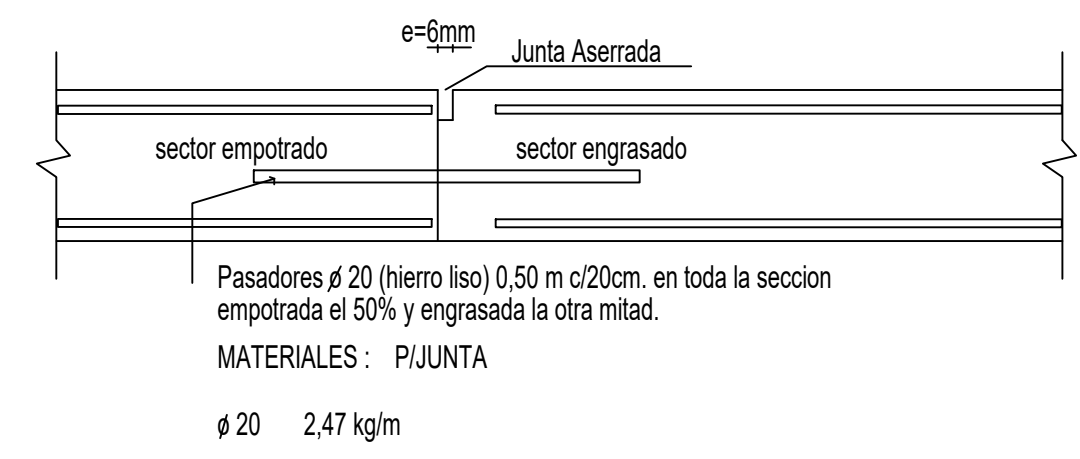 e=6mm
Junta Aserrada
sector empotrado
sector engrasado
Pasadores ø 20 (hierro liso) 0,50 m c/20cm. en toda la seccion
empotrada el 50% y engrasada la otra mitad.
MATERIALES : P/JUNTA
ø 20 2,47 kg/m